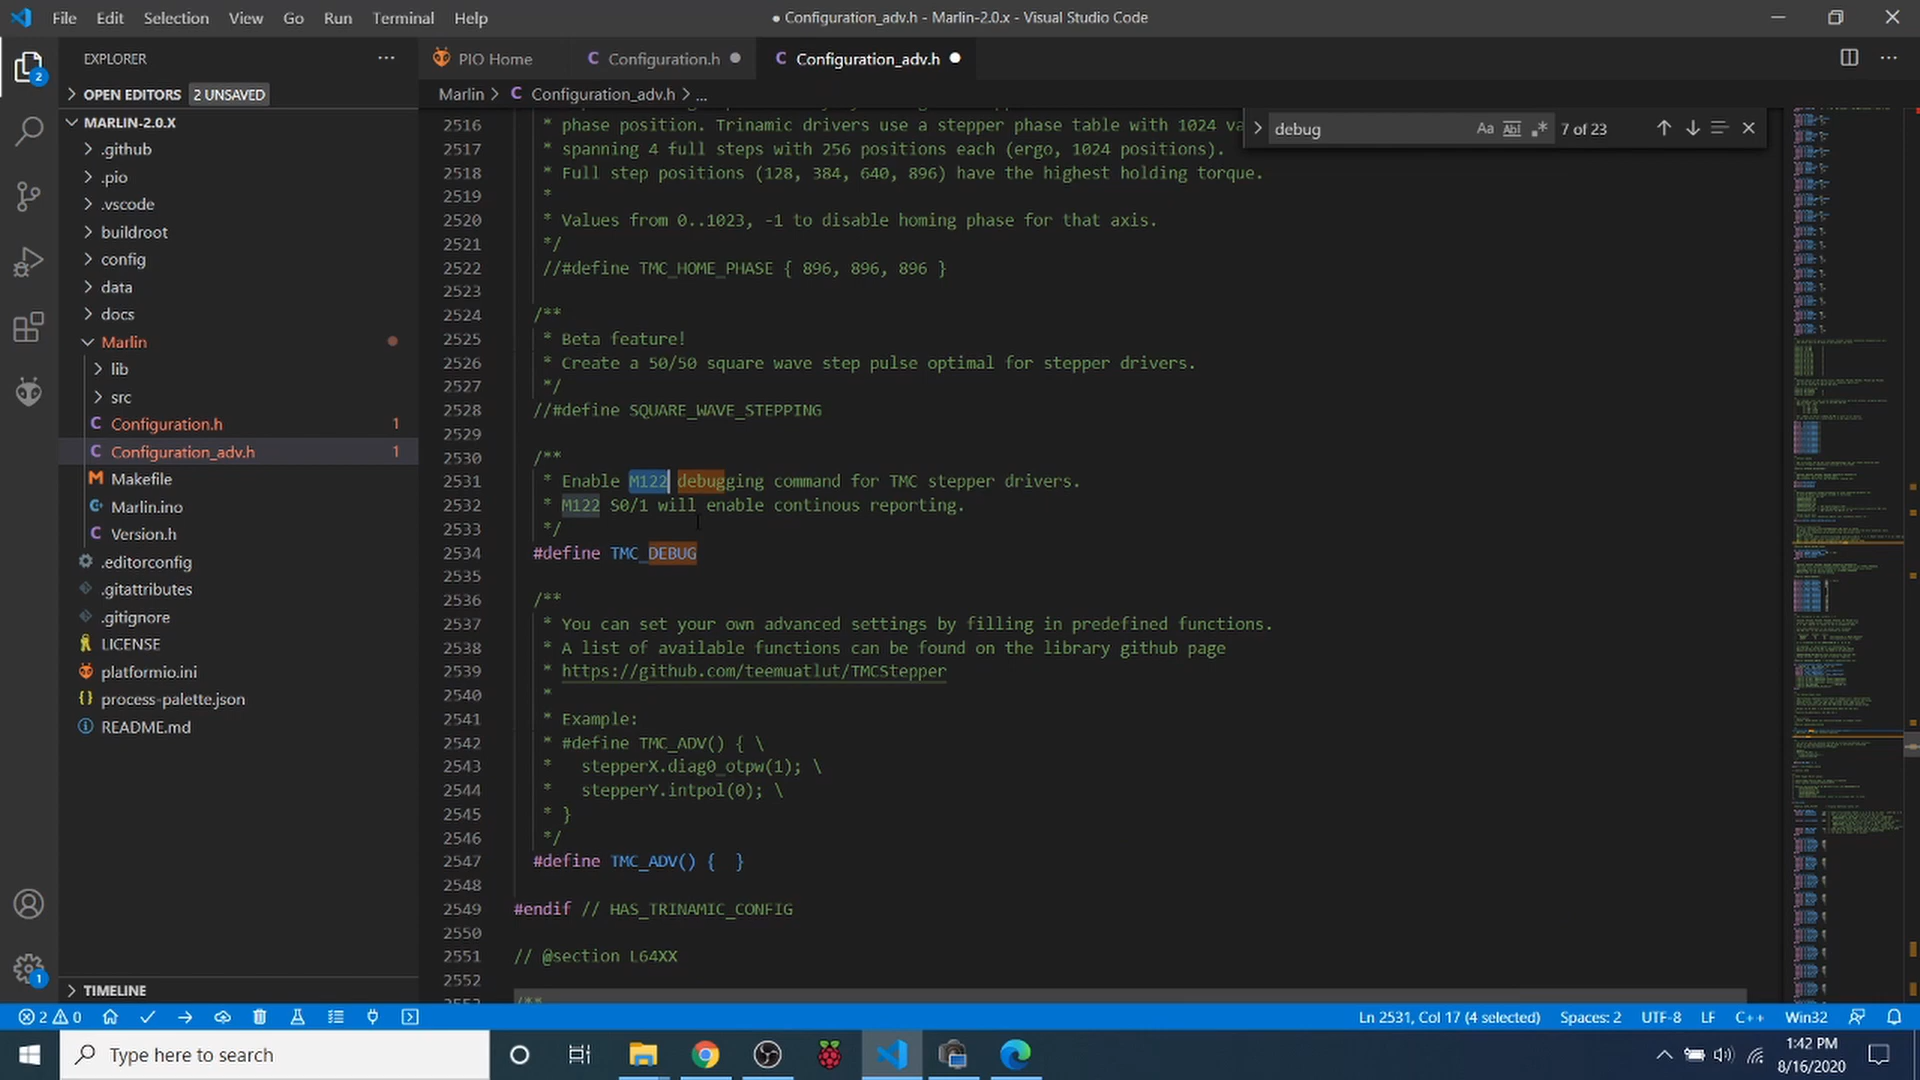 File Edit Selection View Go Run Terminal Help
● Configuration_adv.h - Marlin-2.0.x - Visual Studio Code
EXPLORER
OPEN EDITORS 2 UNSAVED
MARLIN-2.0.X
.github
.pio
.vscode
buildroot
config
data
docs
Marlin
lib
src
C Configuration.h 1
C Configuration_adv.h 1
Makefile
Marlin.ino
Version.h
.editorconfig
.gitattributes
.gitignore
LICENSE
platformio.ini
process-palette.json
README.md
TIMELINE
PIO Home C Configuration.h C Configuration_adv.h
Marlin > C Configuration_adv.h > ...
debug Aa Abl .* 7 of 23
2516 * phase position. Trinamic drivers use a stepper phase table with 1024 va
2517 * spanning 4 full steps with 256 positions each (ergo, 1024 positions).
2518 * Full step positions (128, 384, 640, 896) have the highest holding torque.
2519 *
2520 * Values from 0..1023, -1 to disable homing phase for that axis.
2521 */
2522 //#define TMC_HOME_PHASE { 896, 896, 896 }
2523
2524 /**
2525 * Beta feature!
2526 * Create a 50/50 square wave step pulse optimal for stepper drivers.
2527 */
2528 //#define SQUARE_WAVE_STEPPING
2529
2530 /**
2531 * Enable M122 debugging command for TMC stepper drivers.
2532 * M122 S0/1 will enable continous reporting.
2533 */
2534 #define TMC_DEBUG
2535
2536 /**
2537 * You can set your own advanced settings by filling in predefined functions.
2538 * A list of available functions can be found on the library github page
2539 * https://github.com/teemuatlut/TMCStepper
2540 *
2541 * Example:
2542 * #define TMC_ADV() { \
2543 * stepperX.diag0_otpw(1); \
2544 * stepperY.intpol(0); \
2545 * }
2546 */
2547 #define TMC_ADV() { }
2548
2549 #endif // HAS_TRINAMIC_CONFIG
2550
2551 // @section L64XX
2552
2553 /**
2 0 Ln 2531, Col 17 (4 selected) Spaces: 2 UTF-8 LF C++ Win32
Type here to search
1:42 PM
8/16/2020